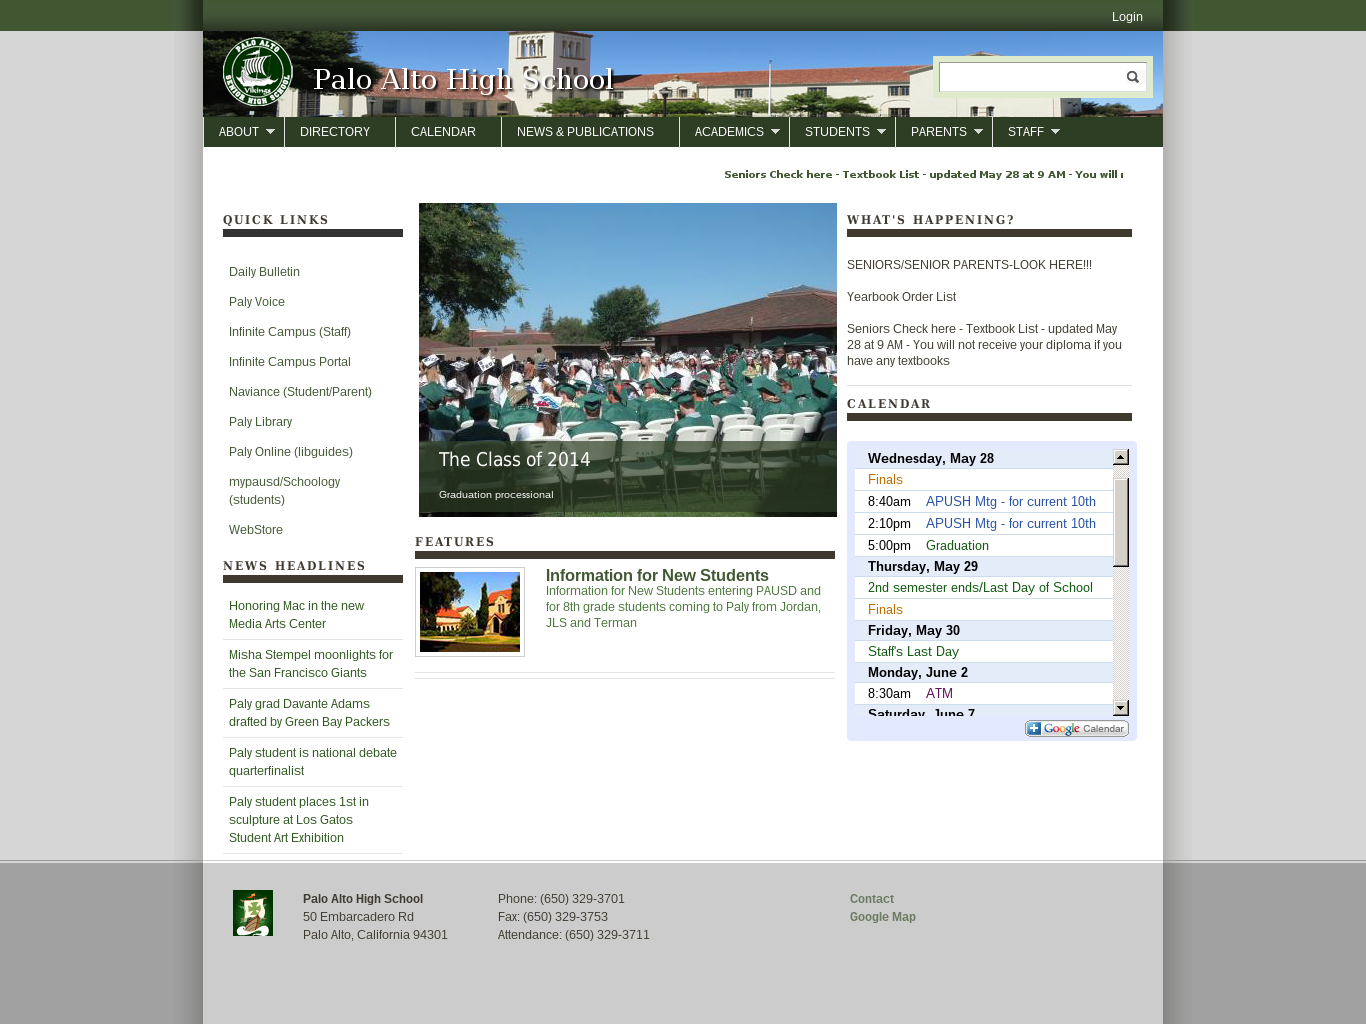 Login
PALO ALTO
Vikings
SENIOR HIGH SCHOOL
Palo Alto High School
ABOUT
DIRECTORY
CALENDAR
NEWS & PUBLICATIONS
ACADEMICS
STUDENTS
PARENTS
STAFF
Seniors Check here - Textbook List - updated May 28 at 9 AM - You will
QUICK LINKS
Daily Bulletin
Paly Voice
Infinite Campus (Staff)
Infinite Campus Portal
Naviance (Student/Parent)
Paly Library
Paly Online (libguides)
mypausd/Schoology
(students)
WebStore
NEWS HEADLINES
Honoring Mac in the new
Media Arts Center
Misha Stempel moonlights for
the San Francisco Giants
Paly grad Davante Adams
drafted by Green Bay Packers
Paly student is national debate
quarterfinalist
Paly student places 1st in
sculpture at Los Gatos
Student Art Exhibition
The Class of 2014
Graduation processional
FEATURES
Information for New Students
Information for New Students entering PAUSD and
for 8th grade students coming to Paly from Jordan,
JLS and Terman
WHAT'S HAPPENING?
SENIORS/SENIOR PARENTS-LOOK HERE!!!
Yearbook Order List
Seniors Check here - Textbook List - updated May
28 at 9 AM - You will not receive your diploma if you
have any textbooks
CALENDAR
Wednesday, May 28
Finals
8:40am APUSH Mtg - for current 10th
2:10pm APUSH Mtg - for current 10th
5:00pm Graduation
Thursday, May 29
2nd semester ends/Last Day of School
Finals
Friday, May 30
Staff's Last Day
Monday, June 2
8:30am ATM
Saturday, June 7
Google Calendar
Palo Alto High School
50 Embarcadero Rd
Palo Alto, California 94301
Phone: (650) 329-3701
Fax: (650) 329-3753
Attendance: (650) 329-3711
Contact
Google Map